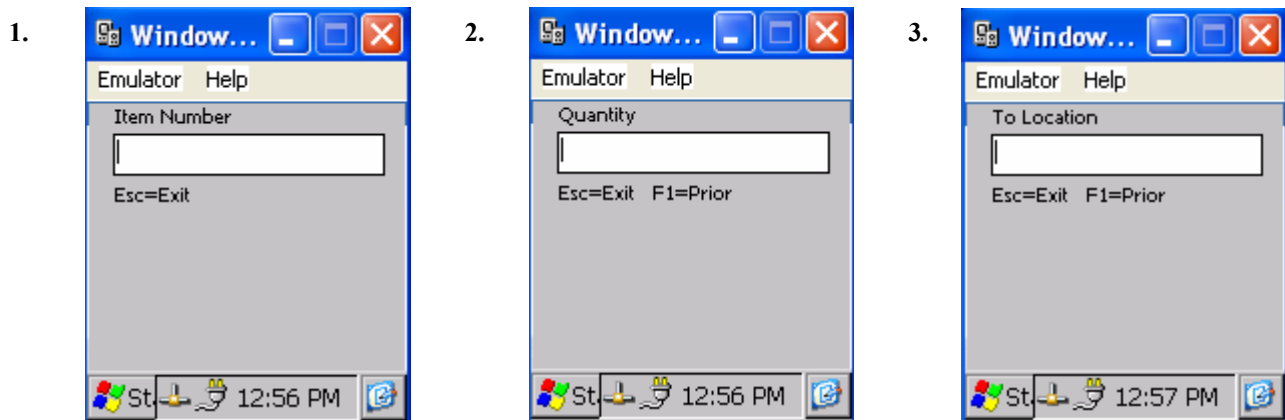 1.
Window...
Emulator Help
Item Number
Esc=Exit
St
12:56 PM
2.
Window...
Emulator Help
Quantity
Esc=Exit F1=Prior
St
12:56 PM
3.
Window...
Emulator Help
To Location
Esc=Exit F1=Prior
St
12:57 PM